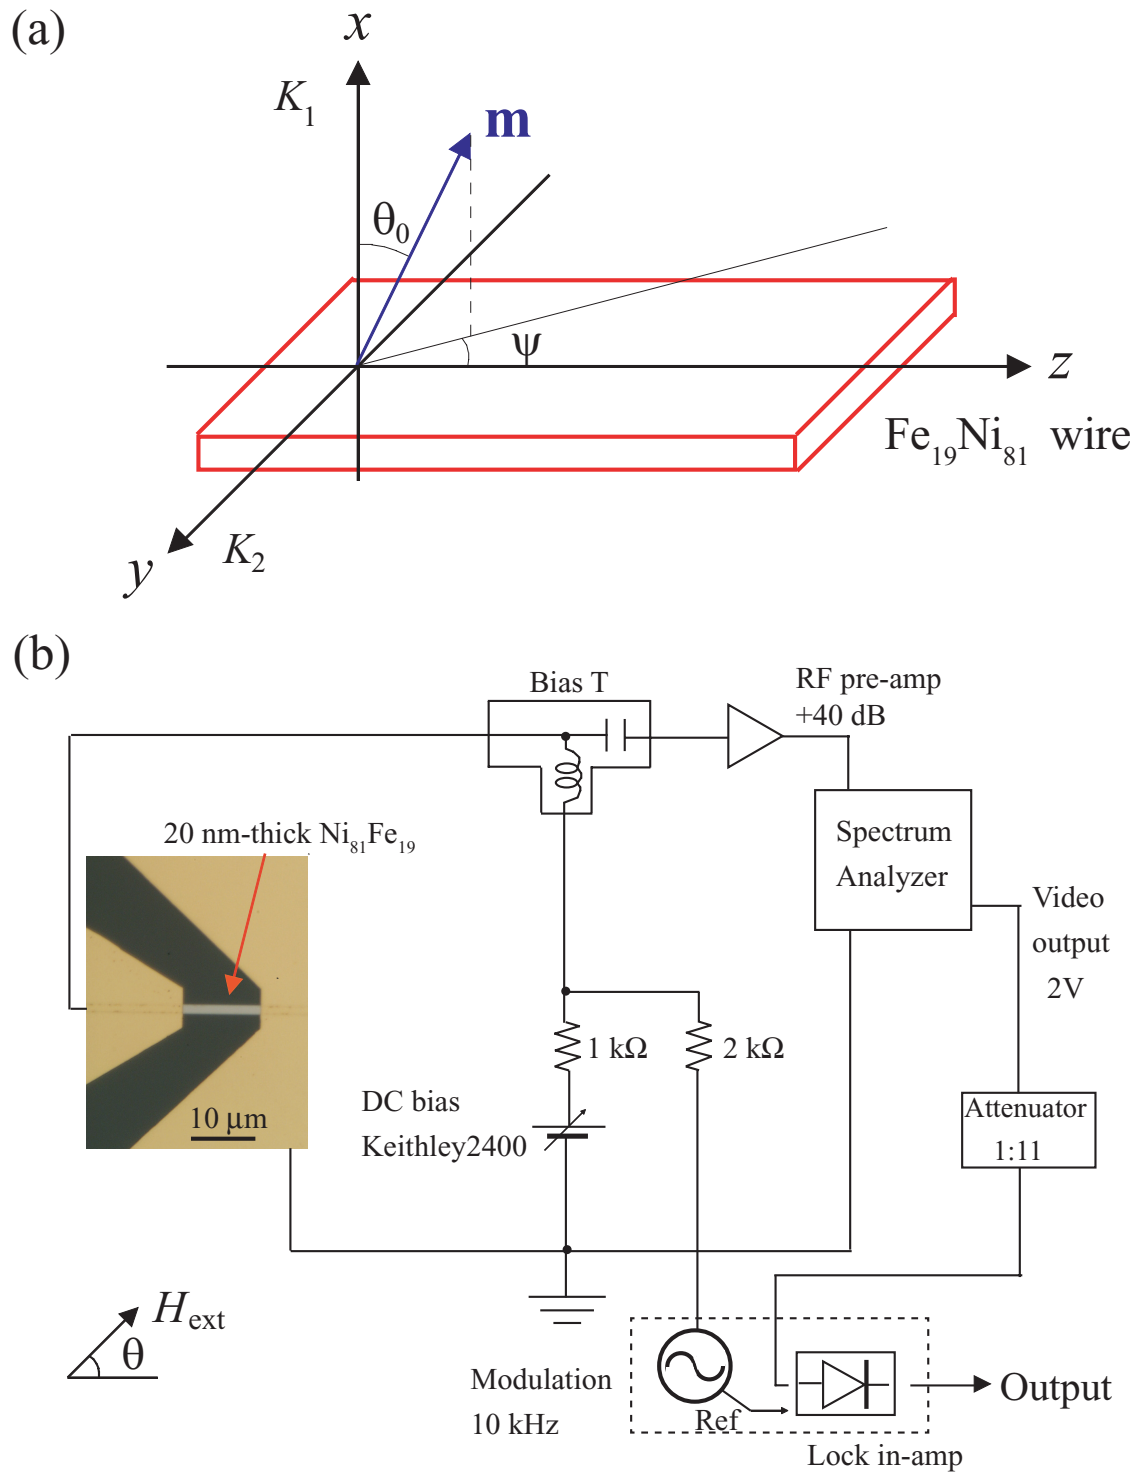 (a)
x
K₁
m
θ₀
ψ
z
Fe₁₉Ni₈₁ wire
y
K₂
(b)
Bias T
RF pre-amp
+40 dB
Spectrum
Analyzer
20 nm-thick Ni₈₁Fe₁₉
Video
output
2V
1 kΩ
2 kΩ
DC bias
Keithley2400
10 μm
Attenuator
1:11
Hext
θ
Modulation
10 kHz
Ref
Output
Lock in-amp